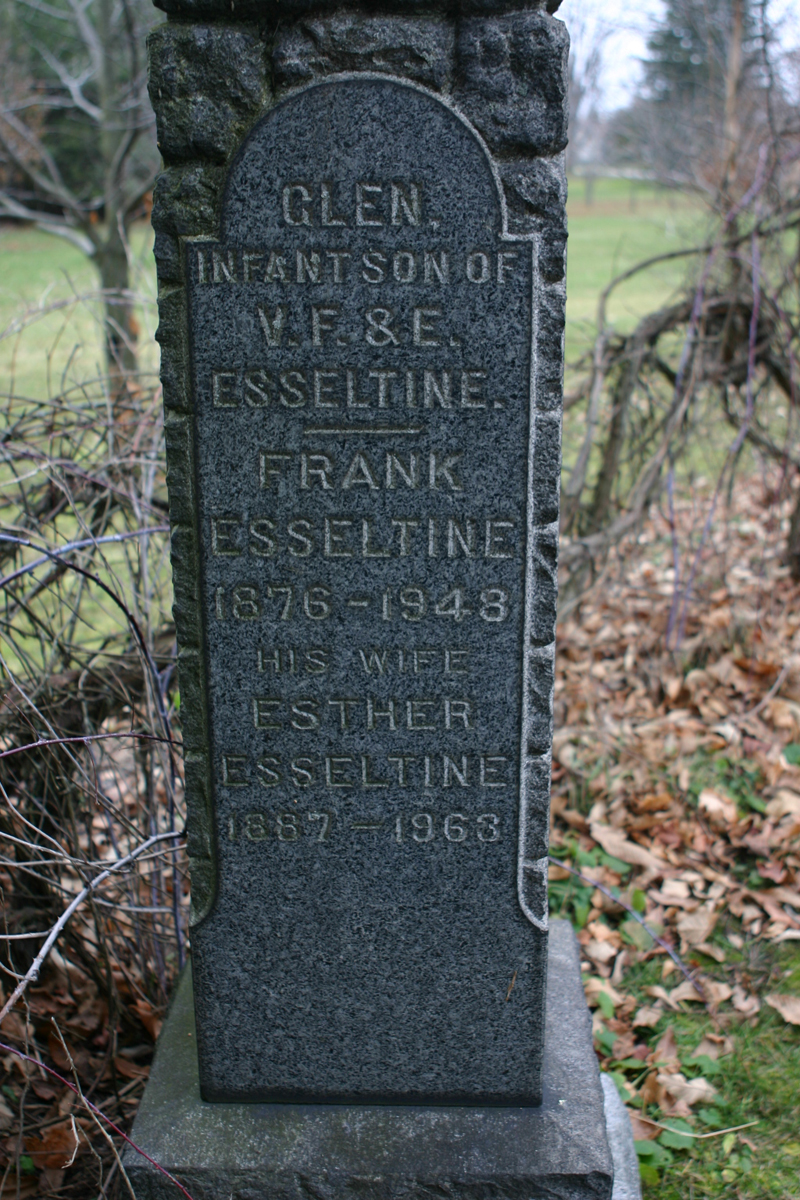 GLEN,
INFANT SON OF
V. F. & E.
ESSELTINE.
FRANK
ESSELTINE
1876-1948
HIS WIFE
ESTHER
ESSELTINE
1887-1963